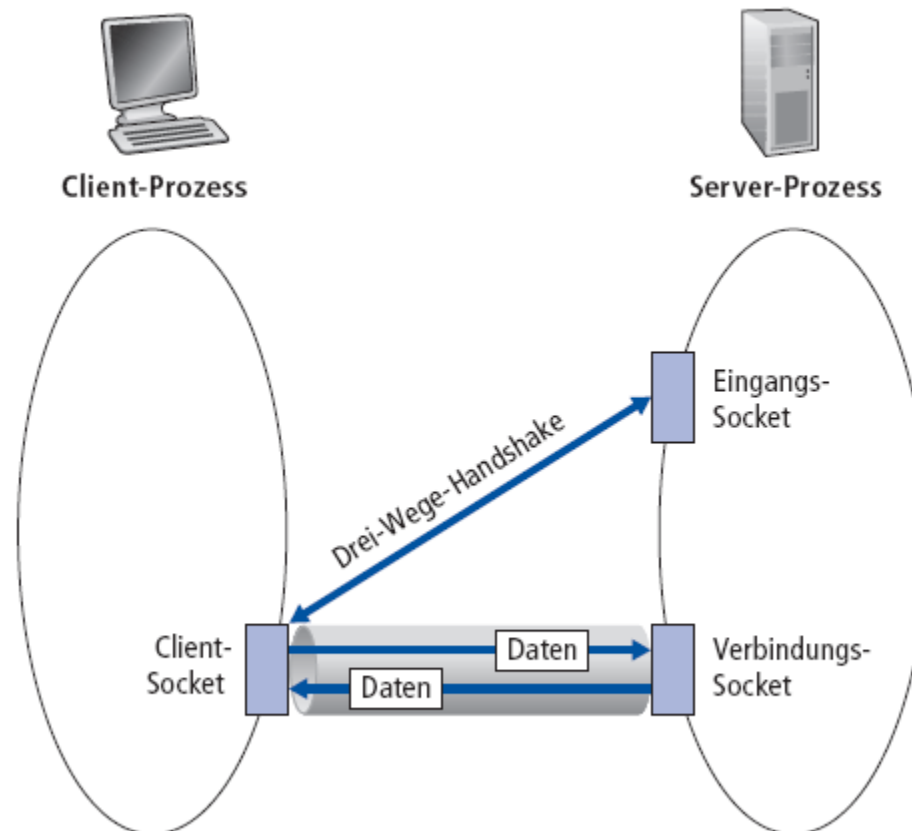 Client-Prozess
Server-Prozess
Eingangs-
Socket
Drei-Wege-Handshake
Client-
Socket
Daten
Daten
Verbindungs-
Socket